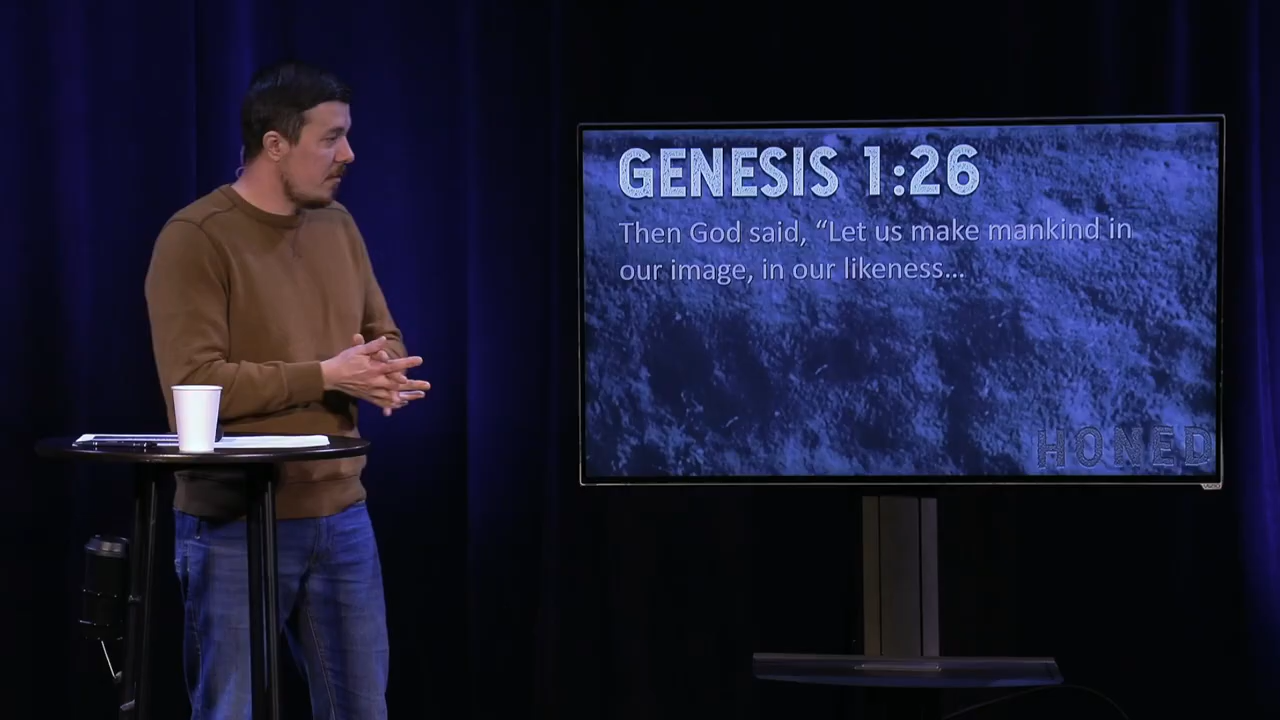 GENESIS 1:26
Then God said, “Let us make mankind in
our image, in our likeness...
HONED